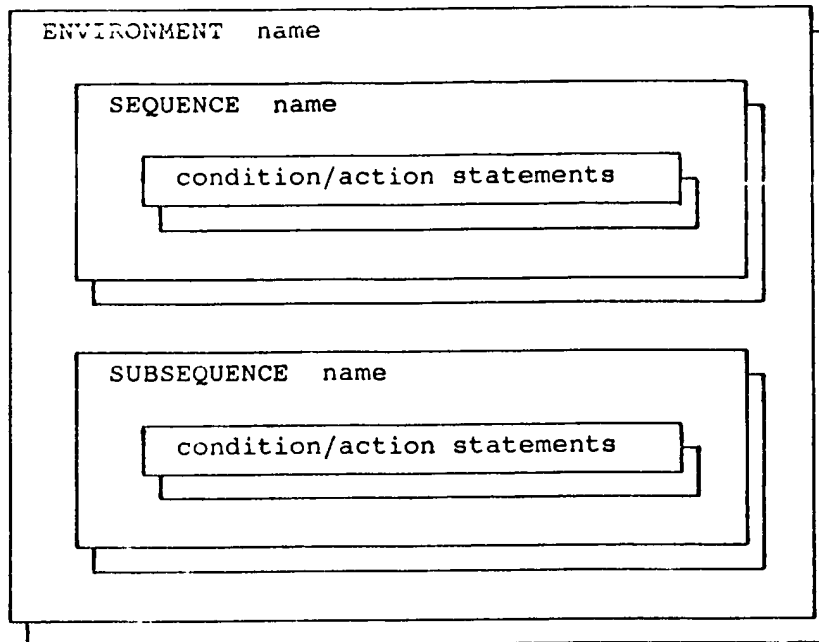 ENVIRONMENT name
SEQUENCE name
condition/action statements
SUBSEQUENCE name
condition/action statements